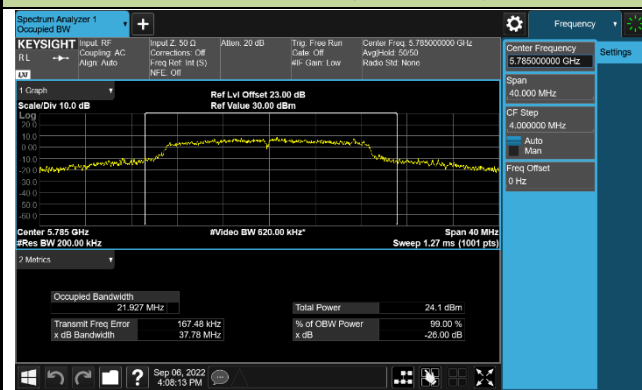 Spectrum Analyzer 1
Occupied BW
Frequency
KEYSIGHT
RL
LXI
Input: RF
Coupling: AC
Align: Auto
Input Z: 50 Ω
Corrections: Off
Freq Ref: Int (S)
NFE: Off
Atten: 20 dB
Trig: Free Run
Gate: Off
#IF Gain: Low
Center Freq: 5.785000000 GHz
Avg|Hold: 50/50
Radio Std: None
Center Frequency
5.785000000 GHz
Settings
Span
40.000 MHz
CF Step
4.000000 MHz
Auto
Man
Freq Offset
0 Hz
1 Graph
Scale/Div 10.0 dB
Ref Lvl Offset 23.00 dB
Ref Value 30.00 dBm
Log
20.0
10.0
0.00
-10.0
-20.0
-30.0
-40.0
-50.0
-60.0
Center 5.785 GHz
#Video BW 620.00 kHz*
Span 40 MHz
#Res BW 200.00 kHz
Sweep 1.27 ms (1001 pts)
2 Metrics
Occupied Bandwidth
21.927 MHz
Total Power
24.1 dBm
Transmit Freq Error
167.48 kHz
% of OBW Power
99.00 %
x dB Bandwidth
37.78 MHz
x dB
-26.00 dB
Sep 06, 2022
4:08:13 PM